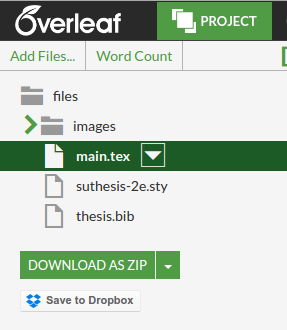 Overleaf PROJECT
Add Files... Word Count
files
images
main.tex
suthesis-2e.sty
thesis.bib
DOWNLOAD AS ZIP
Save to Dropbox